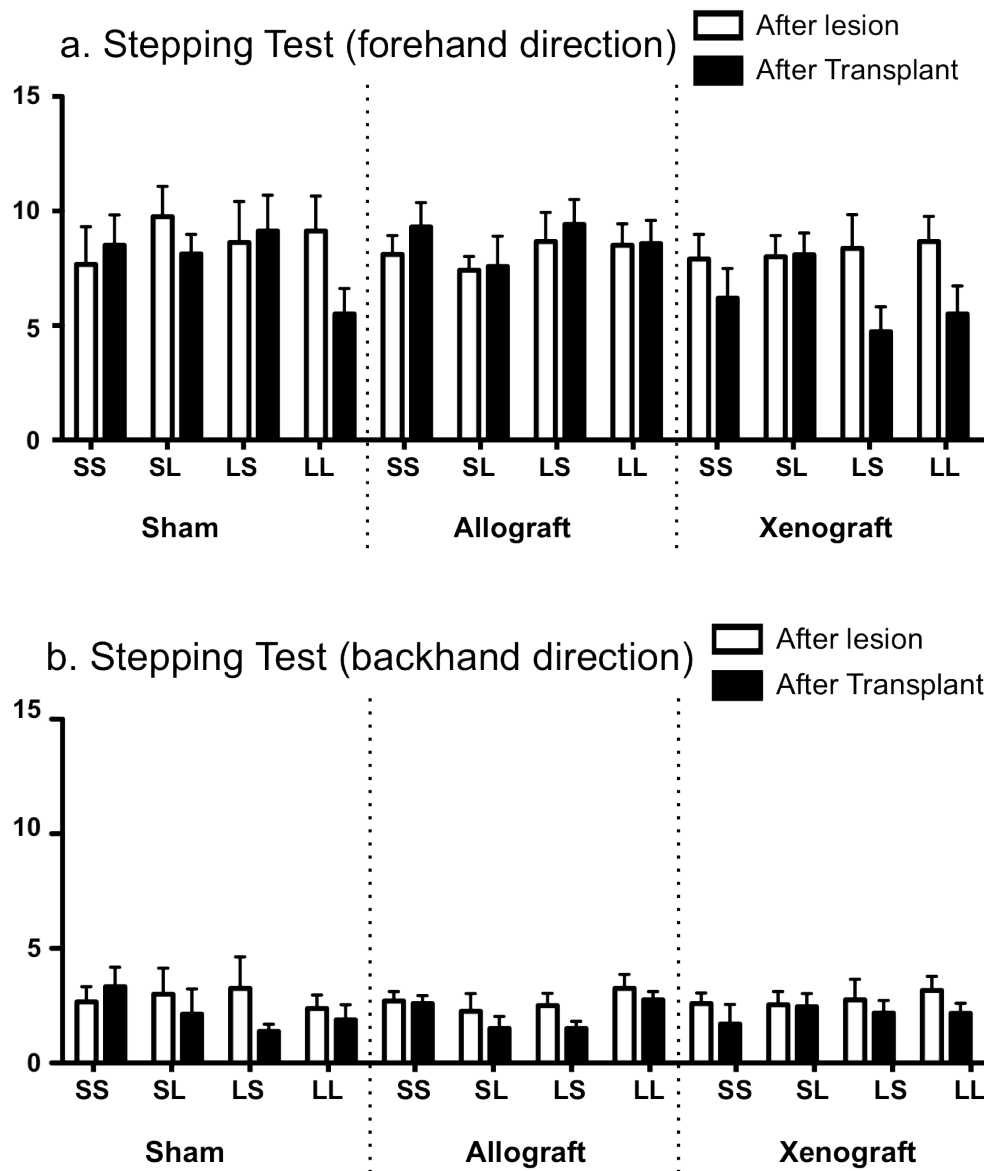 a. Stepping Test (forehand direction)
After lesion
After Transplant
15
10
5
0
SS SL LS LL SS SL LS LL SS SL LS LL
Sham Allograft Xenograft
b. Stepping Test (backhand direction)
After lesion
After Transplant
15
10
5
0
SS SL LS LL SS SL LS LL SS SL LS LL
Sham Allograft Xenograft